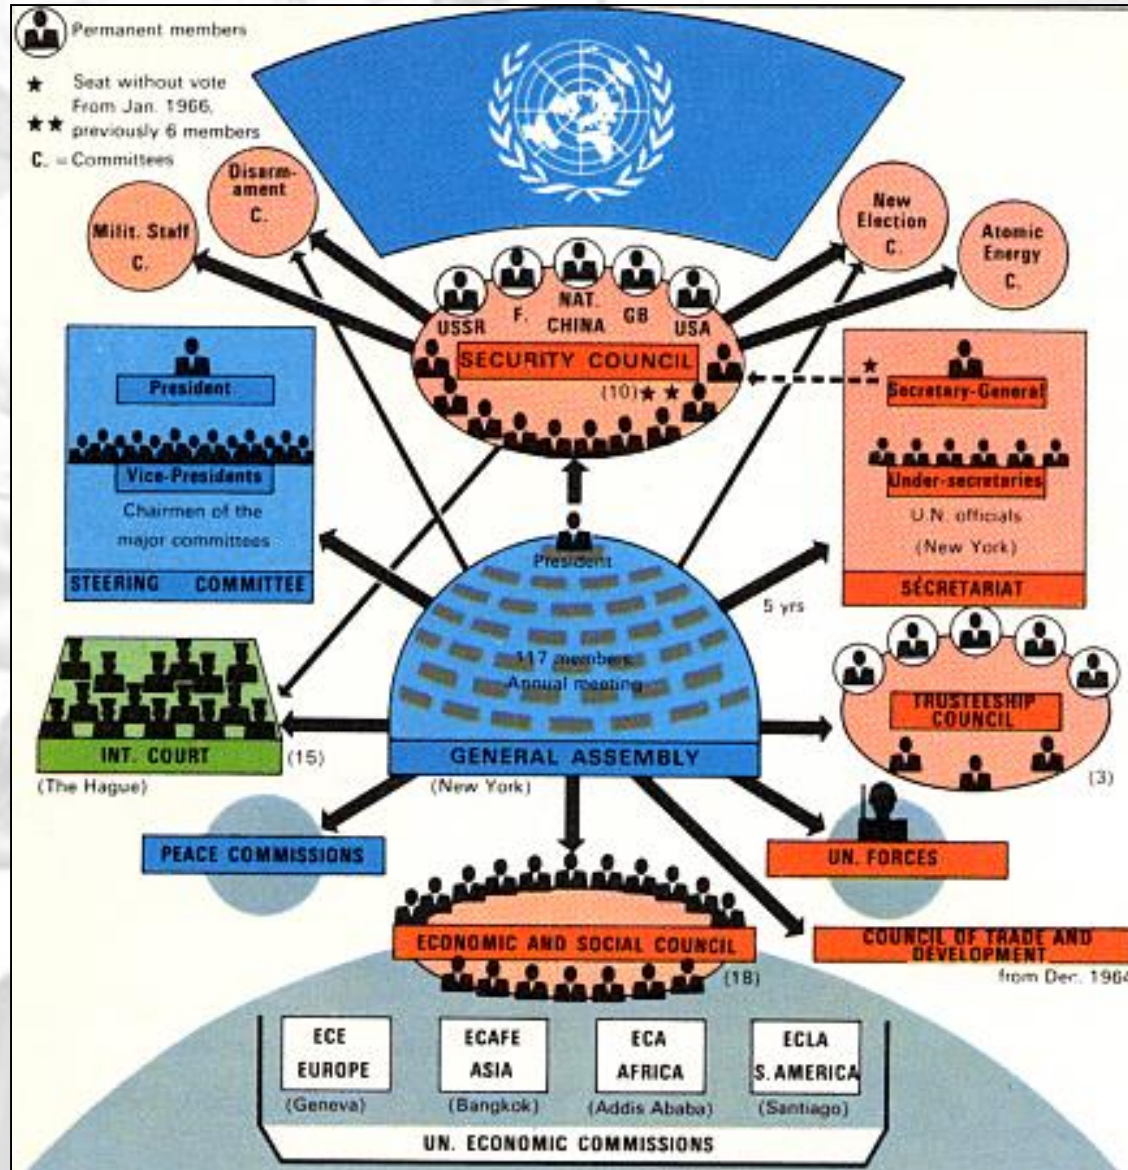 Permanent members
★ Seat without vote
From Jan. 1966,
★★ previously 6 members
C. = Committees
Disarm-
ament
C.
Milit. Staff
C.
New
Election
C.
Atomic
Energy
C.
USSR
F.
NAT.
CHINA
GB
USA
SECURITY COUNCIL
(10)★ ★
President
Vice-Presidents
Chairmen of the
major committees
STEERING COMMITTEE
★
Secretary-General
Under-secretaries
U.N. officials
(New York)
SÉCRETARIAT
President
117 members
Annual meeting
GENERAL ASSEMBLY
(New York)
5 yrs
INT. COURT
(15)
(The Hague)
TRUSTEESHIP
COUNCIL
(3)
PEACE COMMISSIONS
UN. FORCES
ECONOMIC AND SOCIAL COUNCIL
(18)
COUNCIL OF TRADE AND
DEVELOPMENT
from Dec. 1964
ECE
EUROPE
(Geneva)
ECAFE
ASIA
(Bangkok)
ECA
AFRICA
(Addis Ababa)
ECLA
S. AMERICA
(Santiago)
UN. ECONOMIC COMMISSIONS